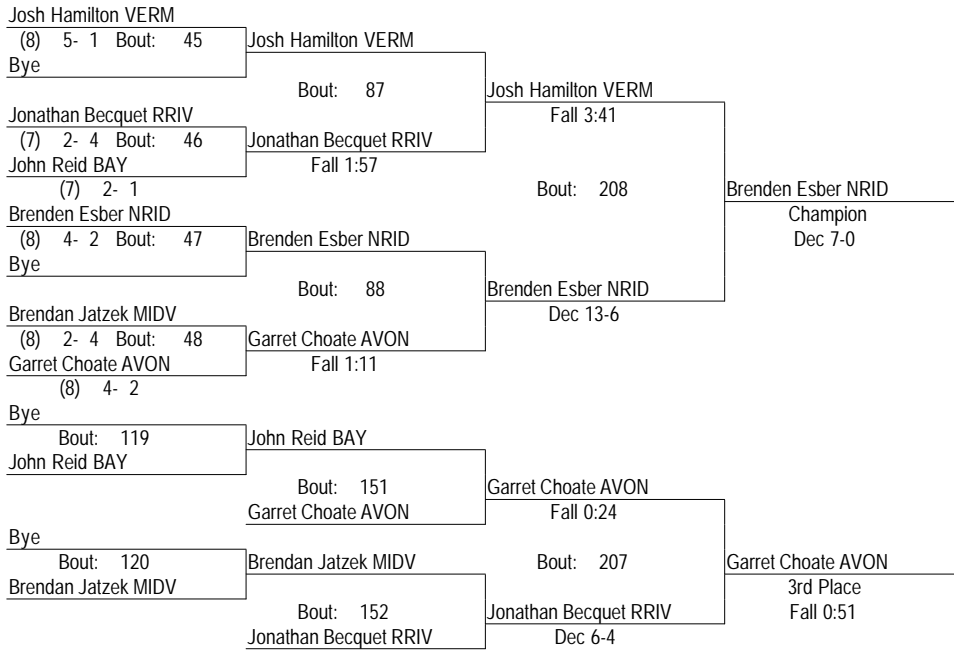 Josh Hamilton VERM
(8) 5- 1 Bout: 45 Josh Hamilton VERM
Bye
Bout: 87 Josh Hamilton VERM
Jonathan Becquet RRIV Fall 3:41
(7) 2- 4 Bout: 46 Jonathan Becquet RRIV
John Reid BAY Fall 1:57
(7) 2- 1 Bout: 208 Brenden Esber NRID
Brenden Esber NRID Champion
(8) 4- 2 Bout: 47 Brenden Esber NRID Dec 7-0
Bye
Bout: 88 Brenden Esber NRID
Brendan Jatzek MIDV Dec 13-6
(8) 2- 4 Bout: 48 Garret Choate AVON
Garret Choate AVON Fall 1:11
(8) 4- 2
Bye
Bout: 119 John Reid BAY
John Reid BAY
Bout: 151 Garret Choate AVON
Garret Choate AVON Fall 0:24
Bye
Bout: 120 Brendan Jatzek MIDV Bout: 207 Garret Choate AVON
Brendan Jatzek MIDV 3rd Place
Bout: 152 Jonathan Becquet RRIV Fall 0:51
Jonathan Becquet RRIV Dec 6-4